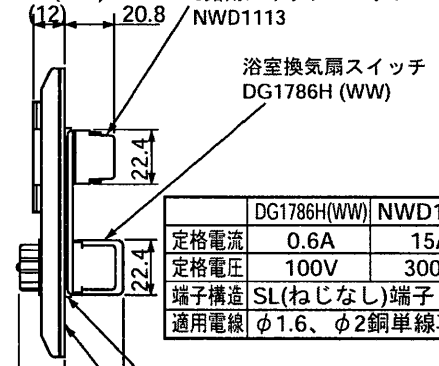 (12) 20.8
NWD1113
浴室換気扇スイッチ
DG1786H (WW)
22.4
22.4
DG1786H(WW)
定格電流 0.6A
定格電圧 100V
端子構造 SL(ねじなし)端子
適用電線 φ1.6、φ2銅単線